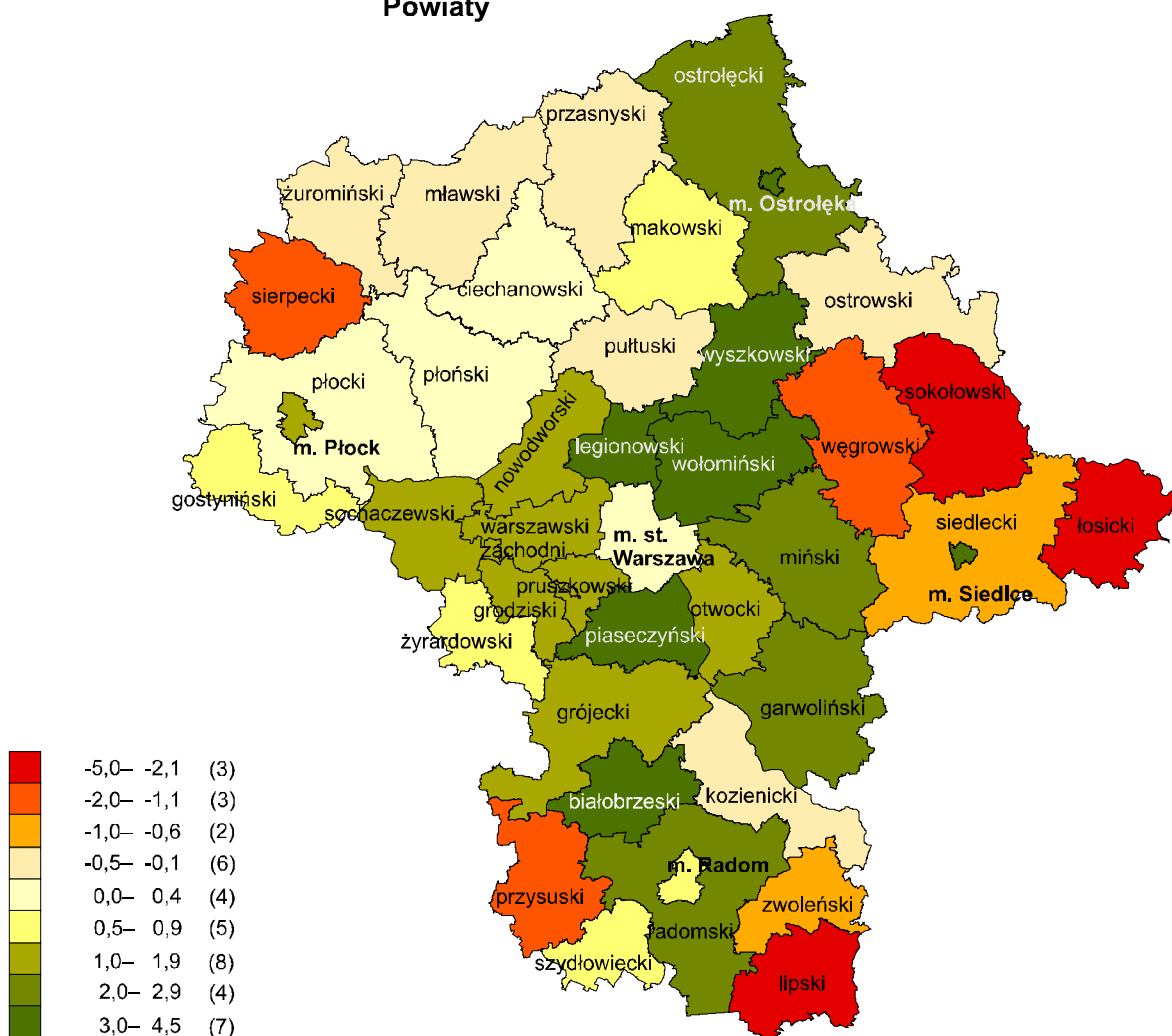 Powiaty
ostrołęcki
przasnyski
żuromiński
mławski
m. Ostrołęka
makowski
sierpecki
ciechanowski
ostrowski
pułtuski
wyszkowski
płocki
płoński
sokołowski
nowodworski
m. Płock
legionowski
wołomiński
węgrowski
gostyniński
sochaczewski
warszawski
zachodni
m. st.
Warszawa
siedlecki
łosicki
miński
pruszkowski
grodziski
otwocki
m. Siedlce
żyrardowski
piaseczyński
grójecki
garwoliński
białobrzeski
kozienicki
m. Radom
przysuski
zwoleński
radomski
szydłowiecki
lipski
-5,0– -2,1 (3)
-2,0– -1,1 (3)
-1,0– -0,6 (2)
-0,5– -0,1 (6)
0,0– 0,4 (4)
0,5– 0,9 (5)
1,0– 1,9 (8)
2,0– 2,9 (4)
3,0– 4,5 (7)